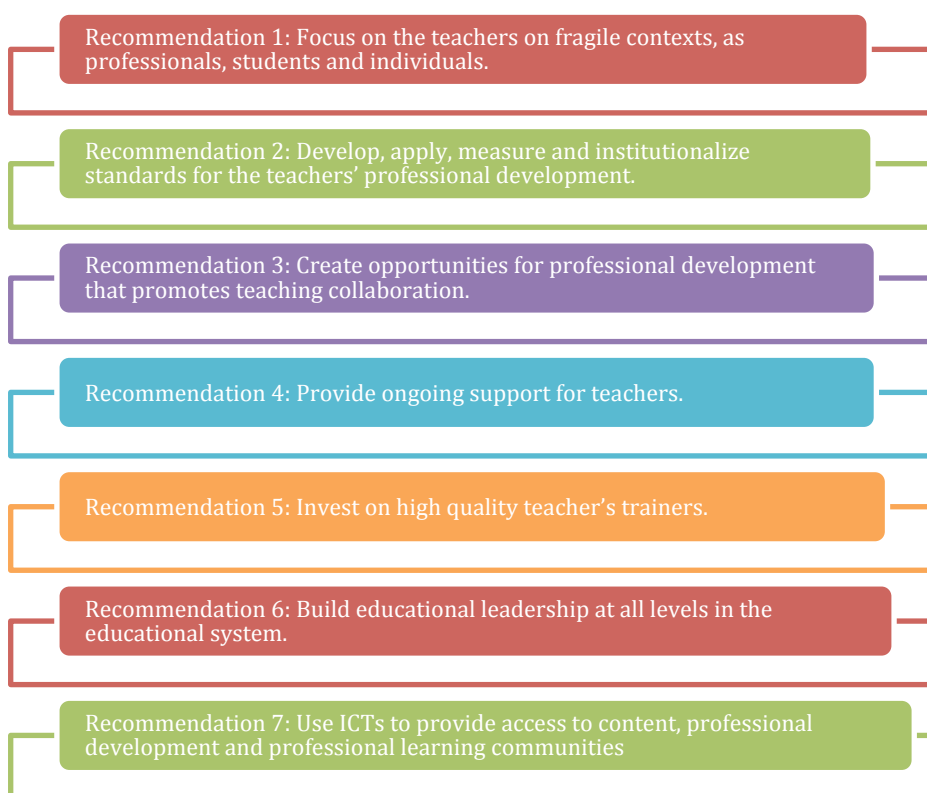 Recommendation 1: Focus on the teachers on fragile contexts, as
professionals, students and individuals.
Recommendation 2: Develop, apply, measure and institutionalize
standards for the teachers’ professional development.
Recommendation 3: Create opportunities for professional development
that promotes teaching collaboration.
Recommendation 4: Provide ongoing support for teachers.
Recommendation 5: Invest on high quality teacher’s trainers.
Recommendation 6: Build educational leadership at all levels in the
educational system.
Recommendation 7: Use ICTs to provide access to content, professional
development and professional learning communities